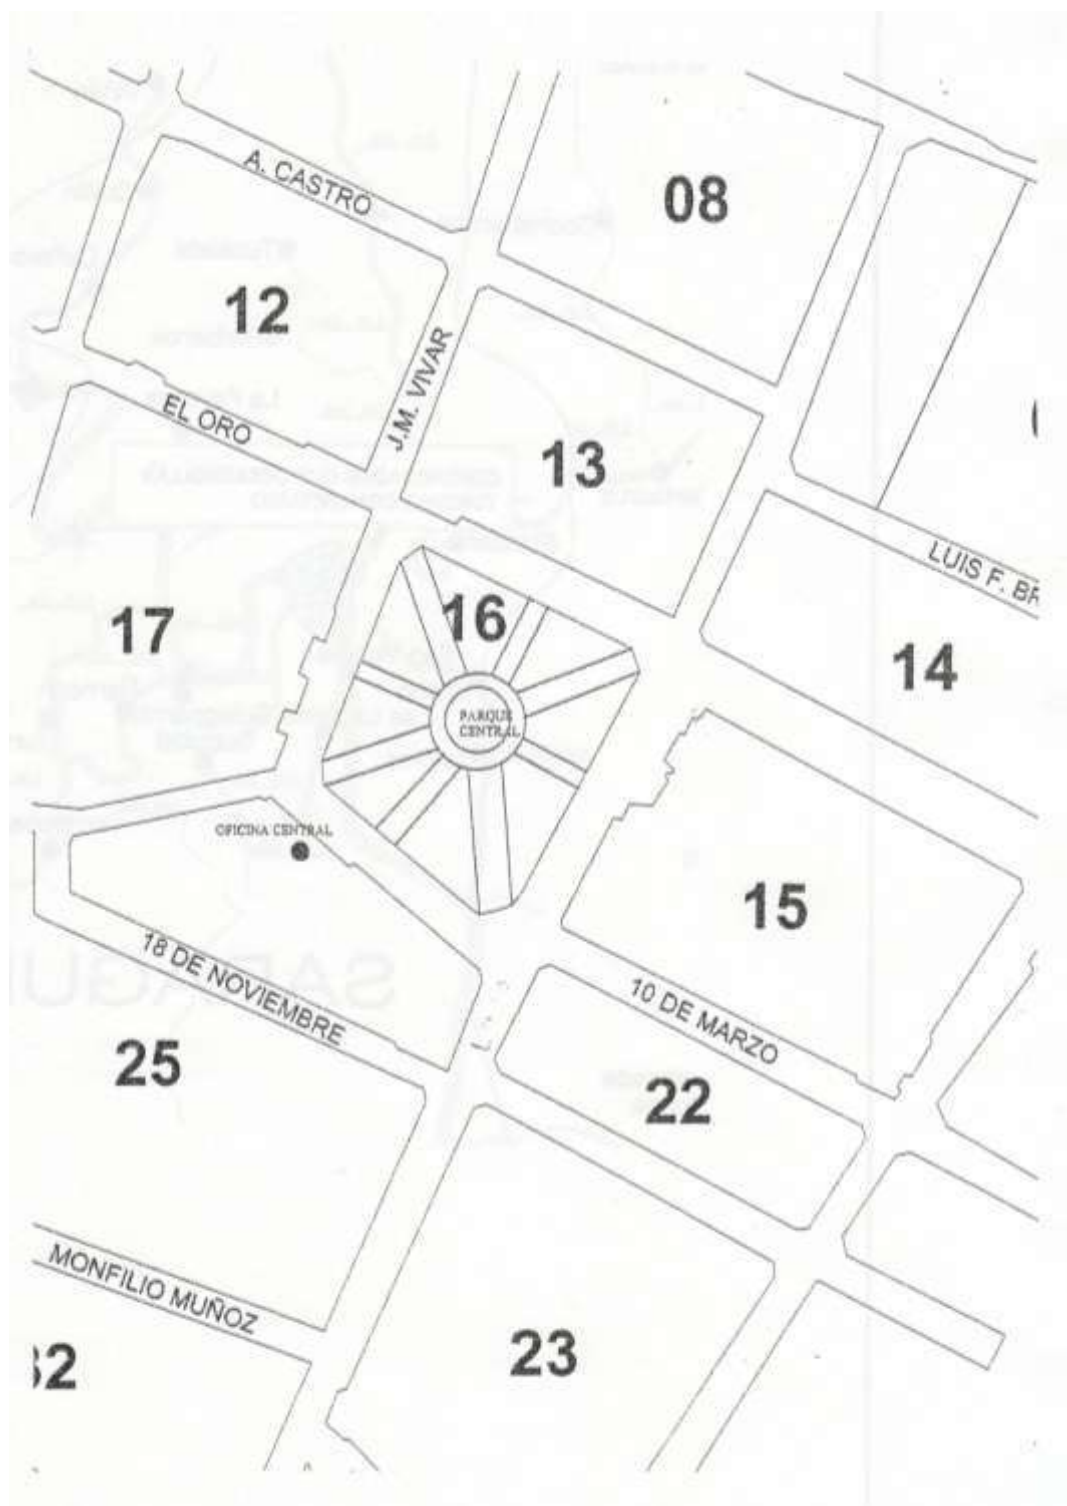 A. CASTRO
08
12
J.M. VIVAR
EL ORO
13
LUIS F. BR
16
17
14
PARQUE
CENTRAL
OFICINA CENTRAL
15
18 DE NOVIEMBRE
10 DE MARZO
25
22
MONFILIO MUÑOZ
23
32